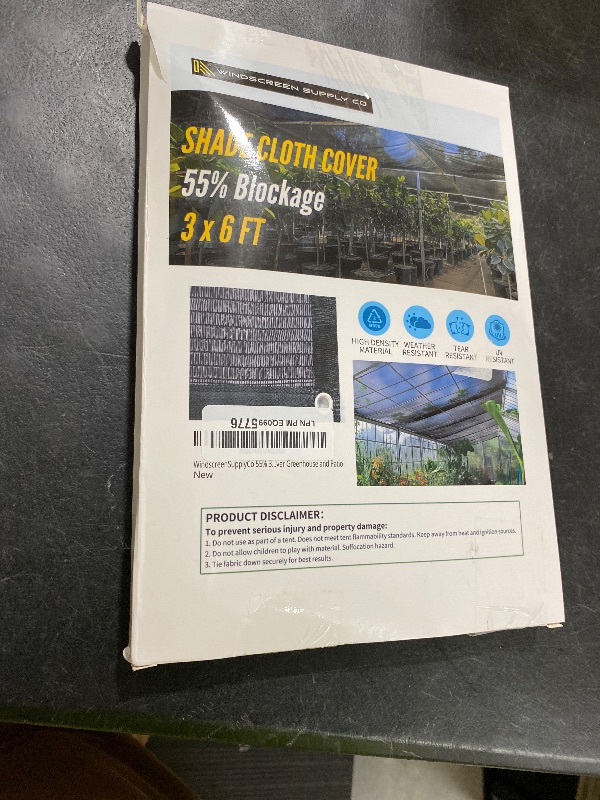 WINDSCREEN SUPPLY CO
SHADE CLOTH COVER
55% Blockage
3 x 6 FT
HIGH DENSITY
MATERIAL
WEATHER
RESISTANT
TEAR
RESISTANT
UV
RESISTANT
LPN PM EQ0995776
WindscreenSupplyCo 55% 3...ver Greenhouse and Patio
New
PRODUCT DISCLAIMER:
To prevent serious injury and property damage:
1. Do not use as part of a tent. Does not meet tent flammability standards. Keep away from heat and ignition sources.
2. Do not allow children to play with material. Suffocation hazard.
3. Tie fabric down securely for best results.